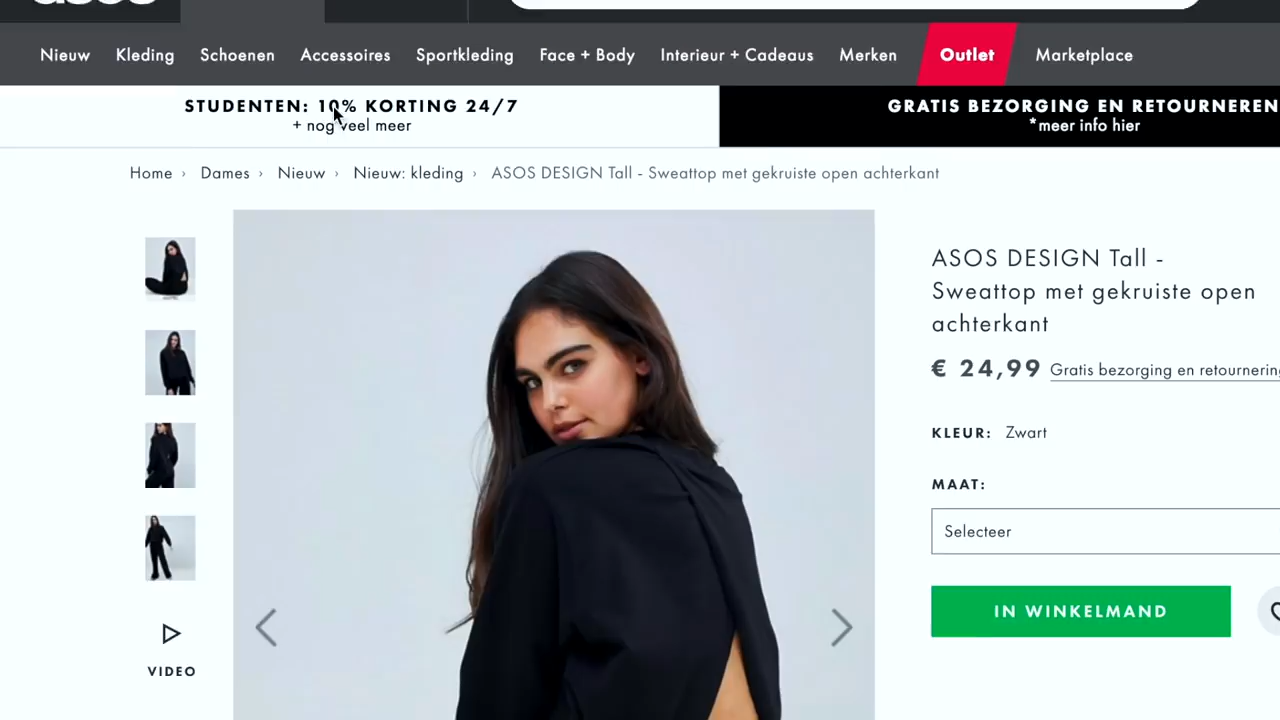 asos
Nieuw Kleding Schoenen Accessoires Sportkleding Face + Body Interieur + Cadeaus Merken Outlet Marketplace
STUDENTEN: 10% KORTING 24/7
+ nog veel meer
GRATIS BEZORGING EN RETOURNEREN
*meer info hier
Home › Dames › Nieuw › Nieuw: kleding › ASOS DESIGN Tall - Sweattop met gekruiste open achterkant
ASOS DESIGN Tall -
Sweattop met gekruiste open
achterkant
€ 24,99 Gratis bezorging en retournering
KLEUR: Zwart
MAAT:
Selecteer
IN WINKELMAND
VIDEO